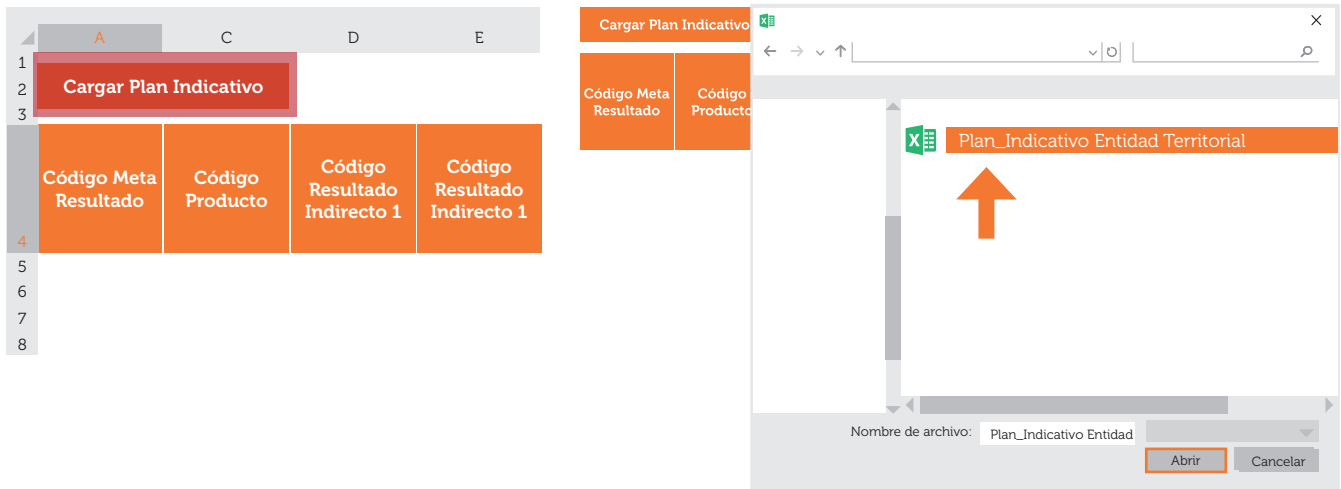 A C D E
1
2
3
4
5
6
7
8
Cargar Plan Indicativo
Código Meta
Resultado
Código
Producto
Código
Resultado
Indirecto 1
Código
Resultado
Indirecto 1
Cargar Plan Indicativo
Código Meta
Resultado
Código
Producto
Plan_Indicativo Entidad Territorial
Nombre de archivo: Plan_Indicativo Entidad
Abrir Cancelar